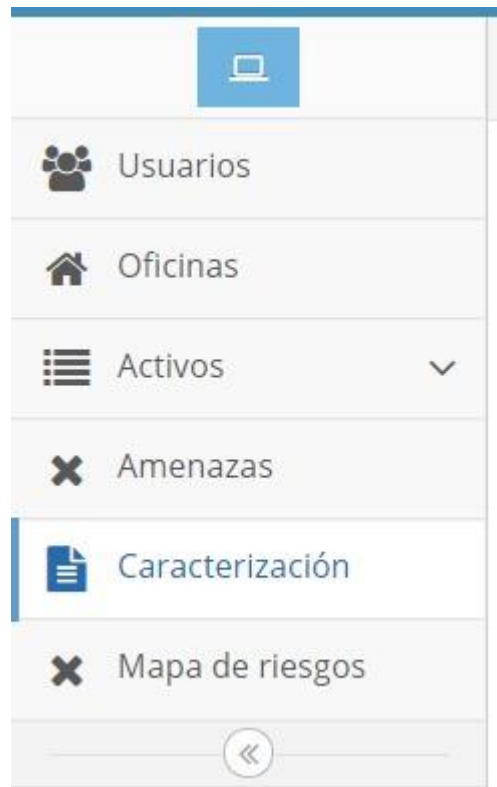 Usuarios
Oficinas
Activos
Amenazas
Caracterización
Mapa de riesgos